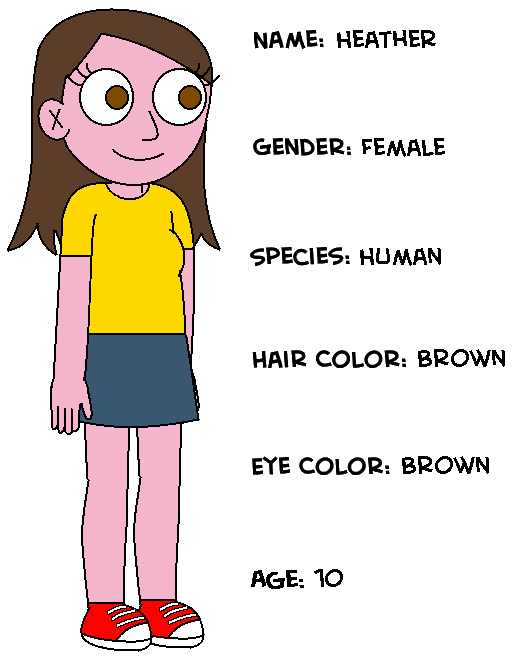 NAME: HEATHER
GENDER: FEMALE
SPECIES: HUMAN
HAIR COLOR: BROWN
EYE COLOR: BROWN
AGE: 10